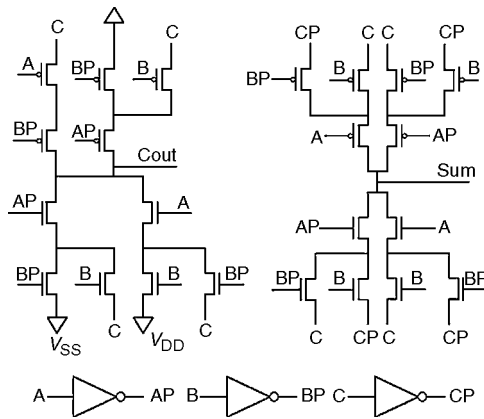 C C CP C C CP
A BP B BP B BP B
BP AP A AP
Cout Sum
AP A AP A
BP B B BP BP B B BP
VSS C VDD C C CP C CP
A AP B BP C CP